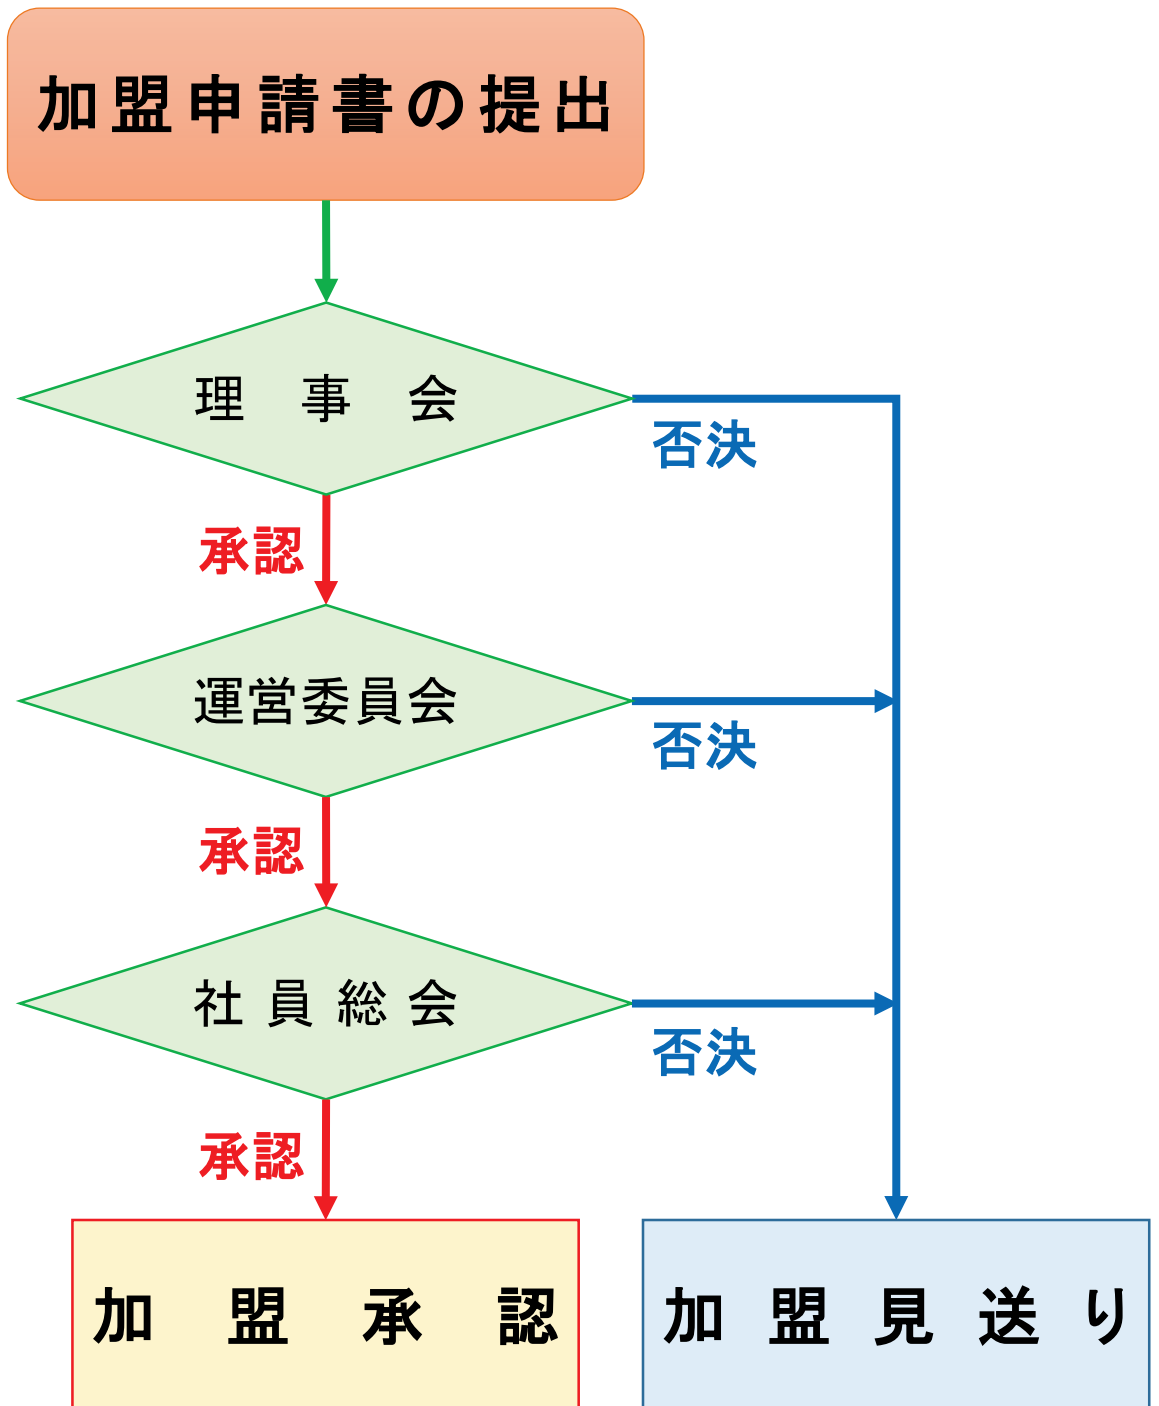 加盟申請書の提出
理事会
否決
承認
運営委員会
否決
承認
社員総会
否決
承認
加盟承認
加盟見送り